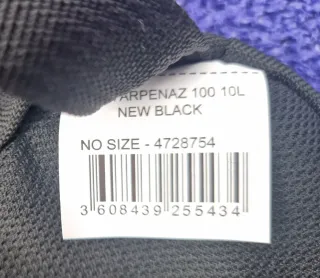 ARPENAZ 100 10L
NEW BLACK
NO SIZE - 4728754
3 608439 255434